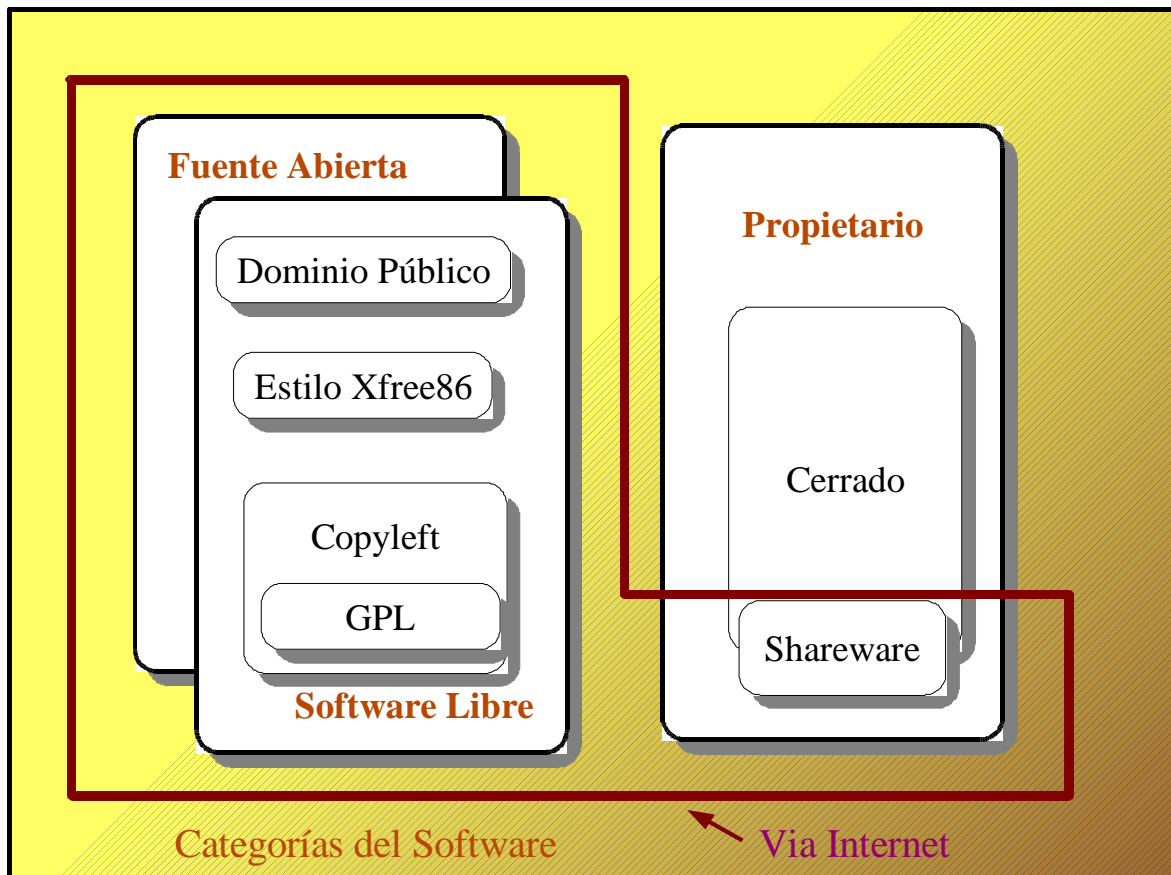 Fuente Abierta
Dominio Público
Estilo Xfree86
Copyleft
GPL
Software Libre
Propietario
Cerrado
Shareware
Categorías del Software
Via Internet